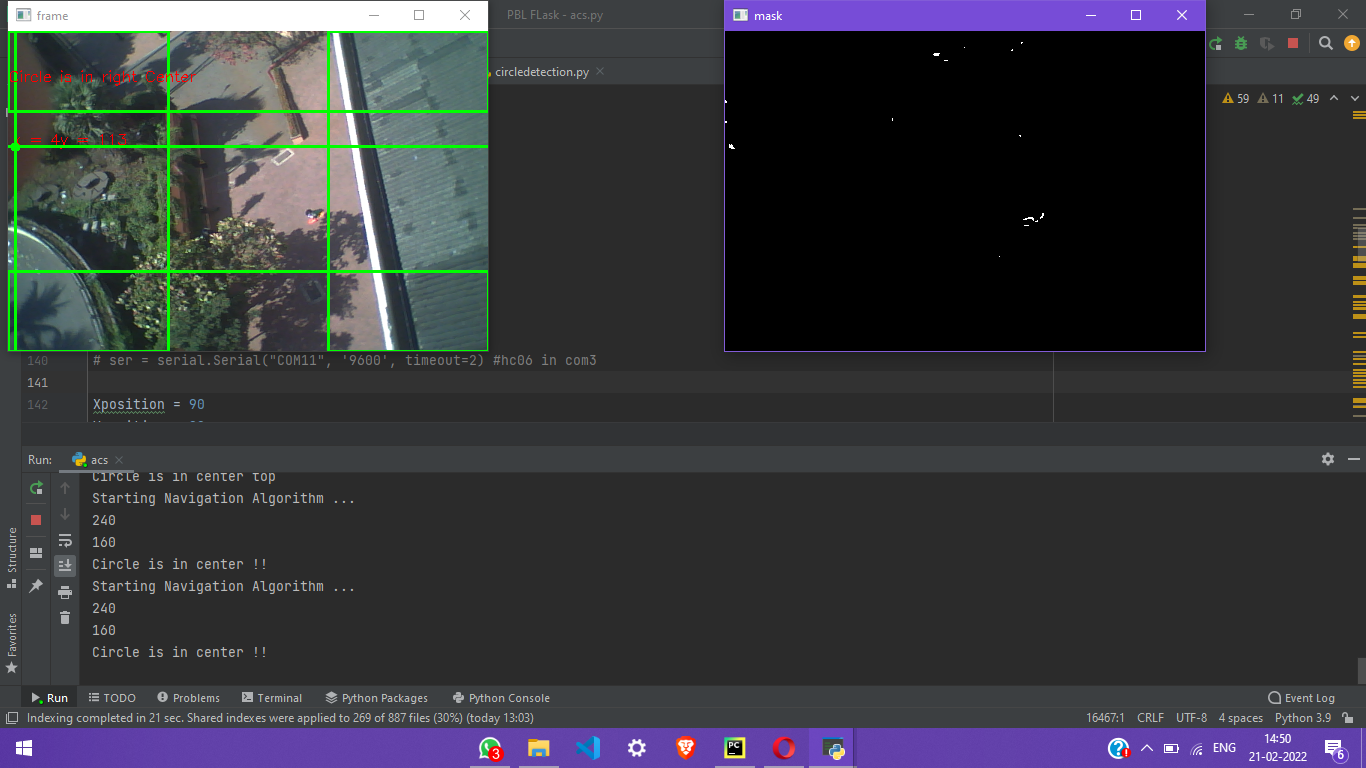 frame
PBL FLask - acs.py
mask
circledetection.py
59
11
49
Circle is in right center
= 4y = 113
140
# ser = serial.Serial("COM11", '9600', timeout=2) #hc06 in com3
141
142
Xposition = 90
Run:
acs
Circle is in center top
Starting Navigation Algorithm ...
240
160
Circle is in center !!
Starting Navigation Algorithm ...
240
160
Circle is in center !!
Structure
Favorites
Run
TODO
Problems
Terminal
Python Packages
Python Console
Event Log
Indexing completed in 21 sec. Shared indexes were applied to 269 of 887 files (30%) (today 13:03)
16467:1
CRLF
UTF-8
4 spaces
Python 3.9
3
PC
ENG
14:50
21-02-2022
6